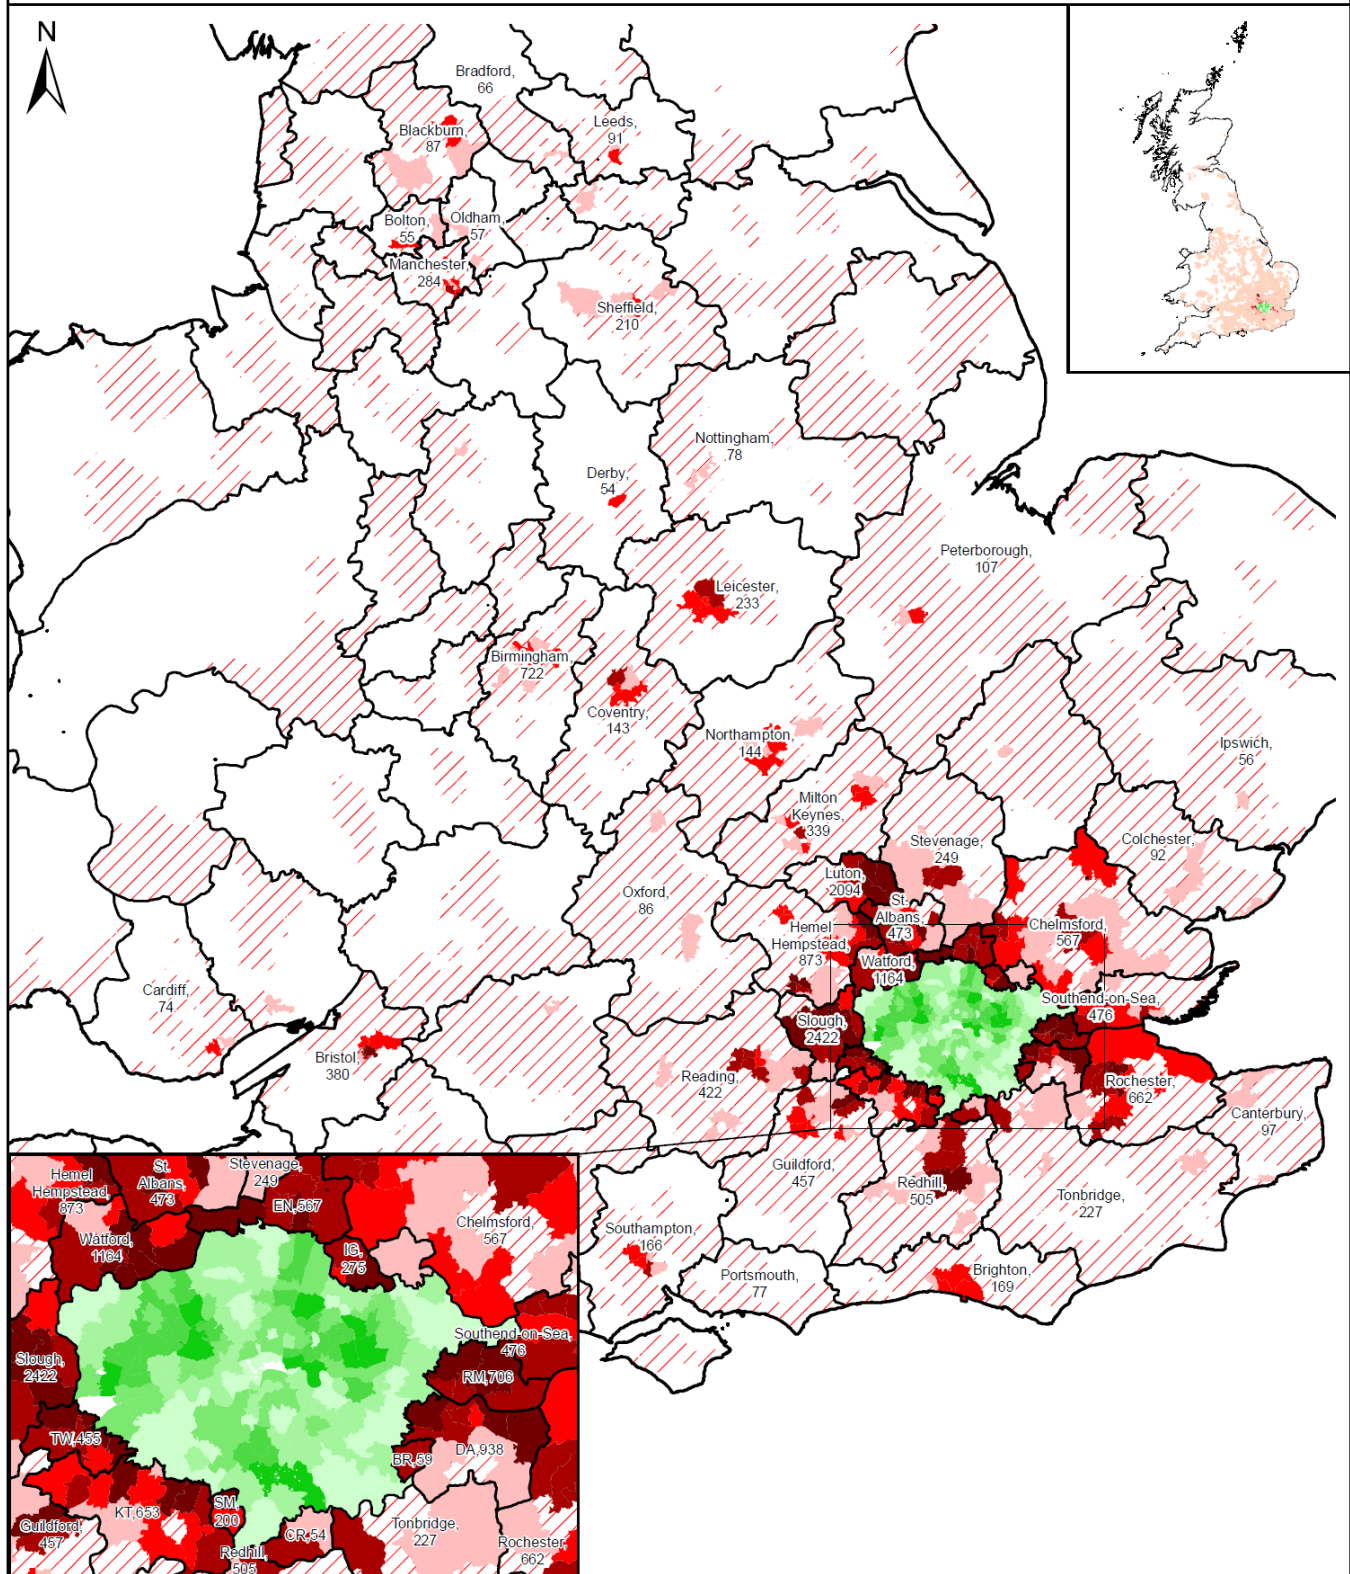 N
Bradford,
66
Blackburn,
87
Leeds,
91
Bolton,
55
Oldham,
57
Manchester,
284
Sheffield,
210
Nottingham,
78
Derby,
54
Peterborough,
107
Leicester,
233
Birmingham,
722
Coventry,
143
Northampton,
144
Ipswich,
56
Milton
Keynes,
339
Stevenage,
249
Colchester,
92
Luton,
2094
Oxford,
86
St.
Albans,
473
Hemel
Hempstead,
873
Chelmsford,
567
Watford,
1164
Cardiff,
74
Southend-on-Sea,
476
Slough,
2422
Bristol,
380
Reading,
422
Rochester,
662
Canterbury,
97
Guildford,
457
Redhill,
505
Tonbridge,
227
Southampton,
166
Portsmouth,
77
Brighton,
169
Hemel
Hempstead,
873
St.
Albans,
473
Stevenage,
249
EN,567
Watford,
1164
IG,
275
Chelmsford,
567
Southend-on-Sea,
476
Slough,
2422
RM,706
TW,455
BR,59
DA,938
KT,653
SM,
200
Guildford,
457
CR,54
Tonbridge,
227
Redhill,
505
Rochester,
662